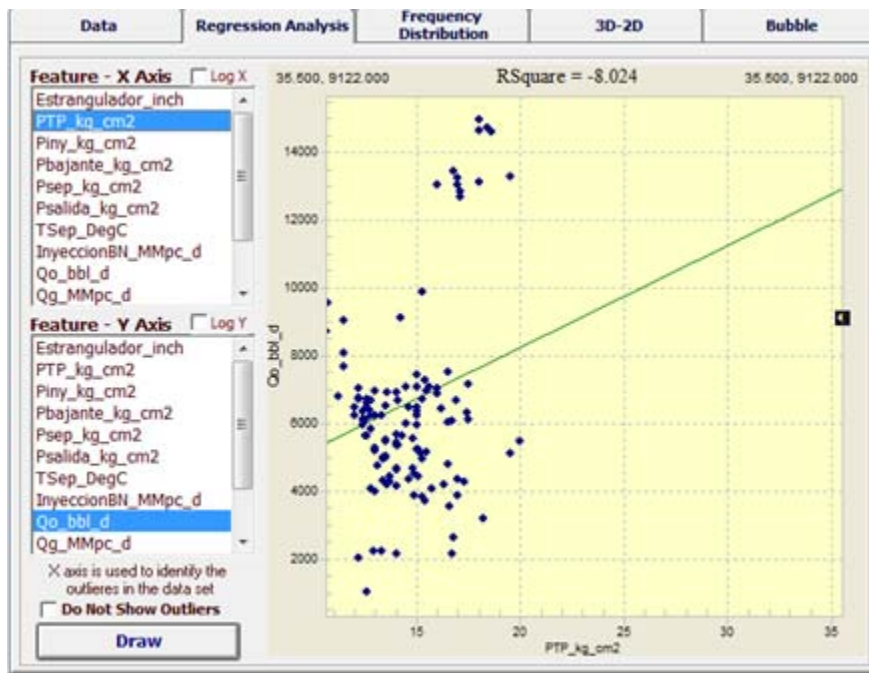 Data
Regression Analysis
Frequency
Distribution
3D-2D
Bubble
Feature - X Axis
Log X
Estrangulador_inch
PTP_kg_cm2
Piny_kg_cm2
Pbajante_kg_cm2
Psep_kg_cm2
Psalida_kg_cm2
TSep_DegC
InyeccionBN_MMpc_d
Qo_bbl_d
Qg_MMpc_d
Feature - Y Axis
Log Y
Estrangulador_inch
PTP_kg_cm2
Piny_kg_cm2
Pbajante_kg_cm2
Psep_kg_cm2
Psalida_kg_cm2
TSep_DegC
InyeccionBN_MMpc_d
Qo_bbl_d
Qg_MMpc_d
X axis is used to identify the
outlieres in the data set
Do Not Show Outliers
Draw
35.500, 9122.000
RSquare = -8.024
35.500, 9122.000
14000
12000
10000
8000
6000
4000
2000
Qo_bbl_d
15
20
25
30
35
PTP_kg_cm2